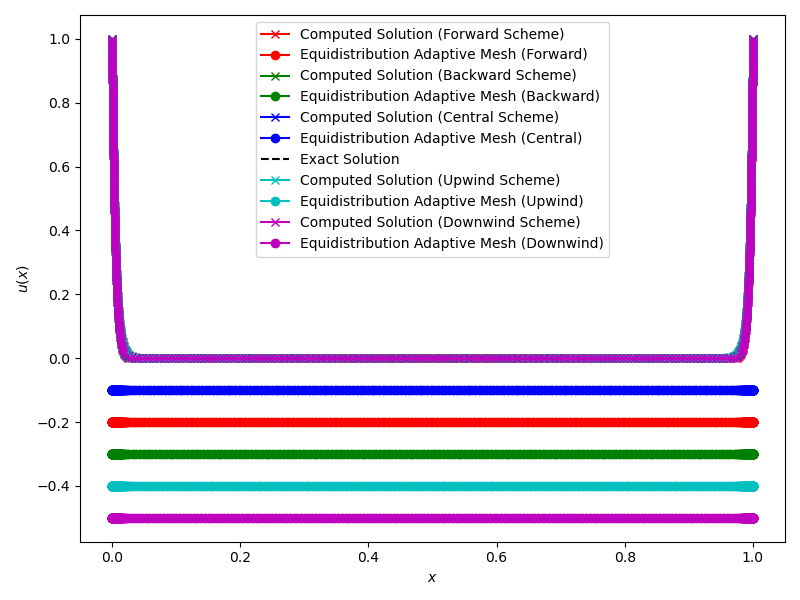 Computed Solution (Forward Scheme)
Equidistribution Adaptive Mesh (Forward)
Computed Solution (Backward Scheme)
Equidistribution Adaptive Mesh (Backward)
Computed Solution (Central Scheme)
Equidistribution Adaptive Mesh (Central)
Exact Solution
Computed Solution (Upwind Scheme)
Equidistribution Adaptive Mesh (Upwind)
Computed Solution (Downwind Scheme)
Equidistribution Adaptive Mesh (Downwind)
1.0
0.8
0.6
0.4
0.2
0.0
−0.2
−0.4
u(x)
0.0 0.2 0.4 0.6 0.8 1.0
x